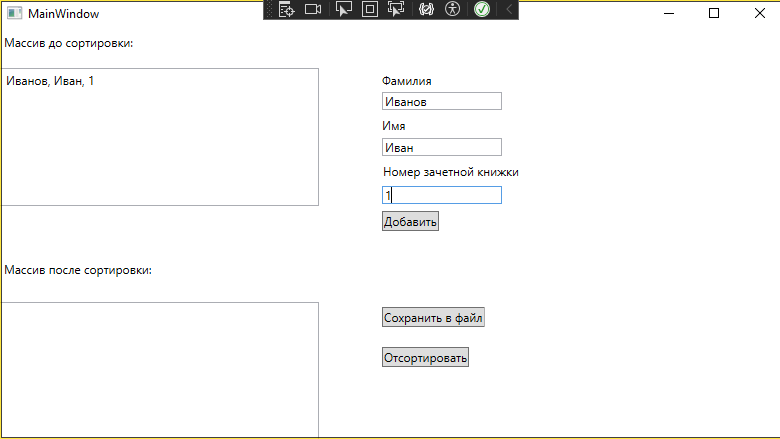 MainWindow
Массив до сортировки:
Иванов, Иван, 1
Фамилия
Иванов
Имя
Иван
Номер зачетной книжки
1
Добавить
Массив после сортировки:
Сохранить в файл
Отсортировать